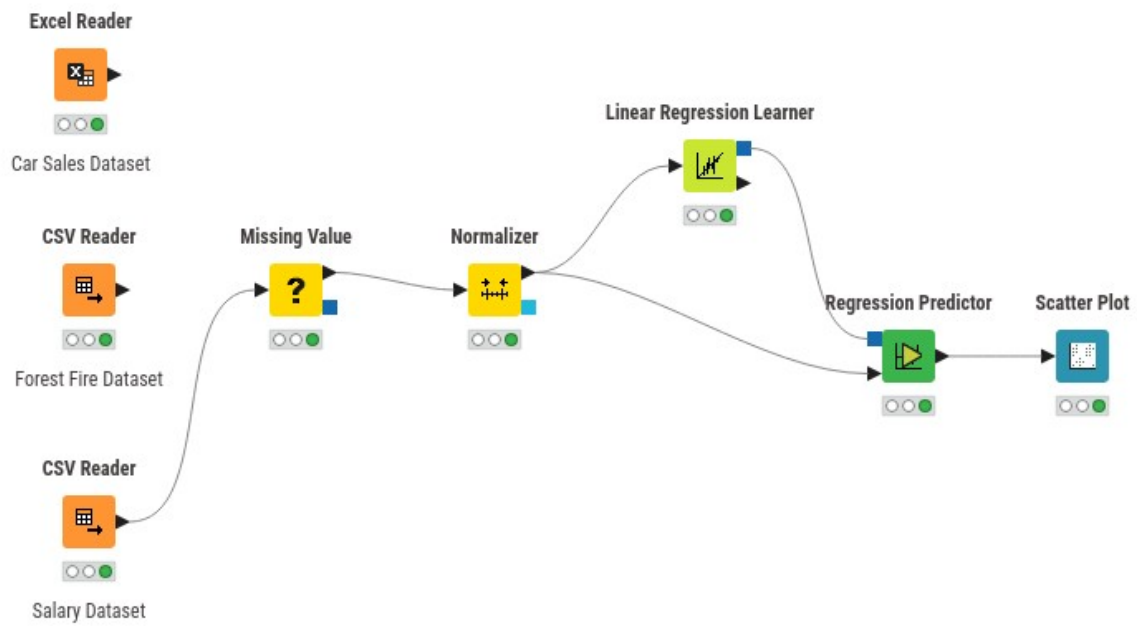 Excel Reader
Car Sales Dataset
Linear Regression Learner
CSV Reader
Forest Fire Dataset
Missing Value
?
Normalizer
Regression Predictor
Scatter Plot
CSV Reader
Salary Dataset